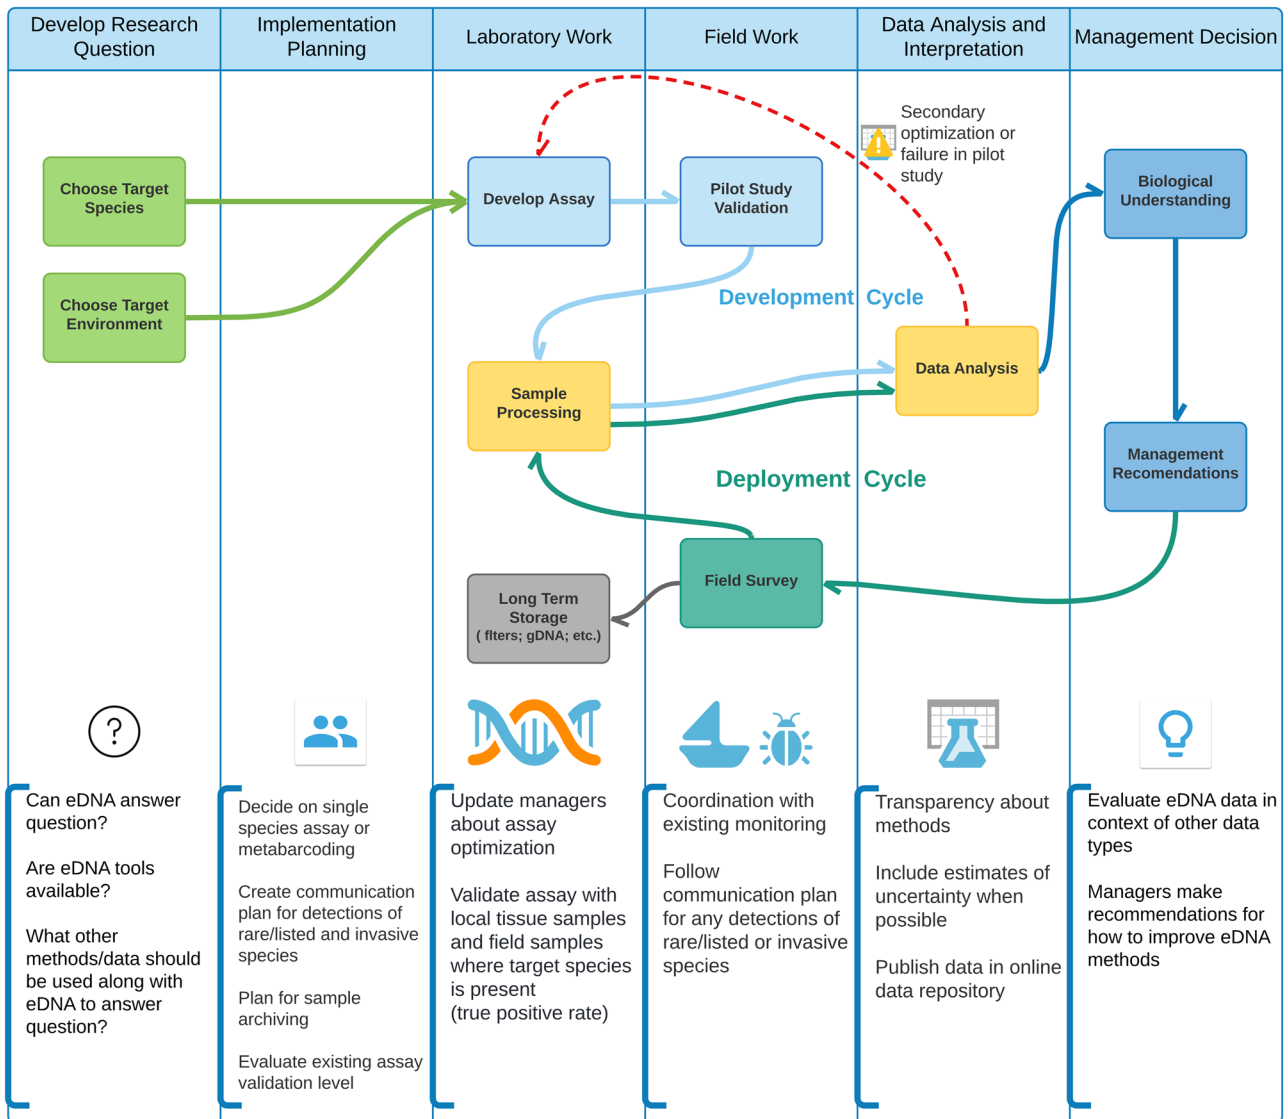 Develop Research
Question
Implementation
Planning
Laboratory Work
Field Work
Data Analysis and
Interpretation
Management Decision
Secondary
optimization or
failure in pilot
study
Choose Target
Species
Develop Assay
Pilot Study
Validation
Biological
Understanding
Choose Target
Environment
Development Cycle
Data Analysis
Sample
Processing
Management
Recomendations
Deployment Cycle
Field Survey
Long Term
Storage
( flters; gDNA; etc.)
?
Can eDNA answer
question?
Are eDNA tools
available?
What other
methods/data should
be used along with
eDNA to answer
question?
Decide on single
species assay or
metabarcoding
Create communication
plan for detections of
rare/listed and invasive
species
Plan for sample
archiving
Evaluate existing assay
validation level
Update managers
about assay
optimization
Validate assay with
local tissue samples
and field samples
where target species
is present
(true positive rate)
Coordination with
existing monitoring
Follow
communication plan
for any detections of
rare/listed or invasive
species
Transparency about
methods
Include estimates of
uncertainty when
possible
Publish data in online
data repository
Evaluate eDNA data in
context of other data
types
Managers make
recommendations for
how to improve eDNA
methods